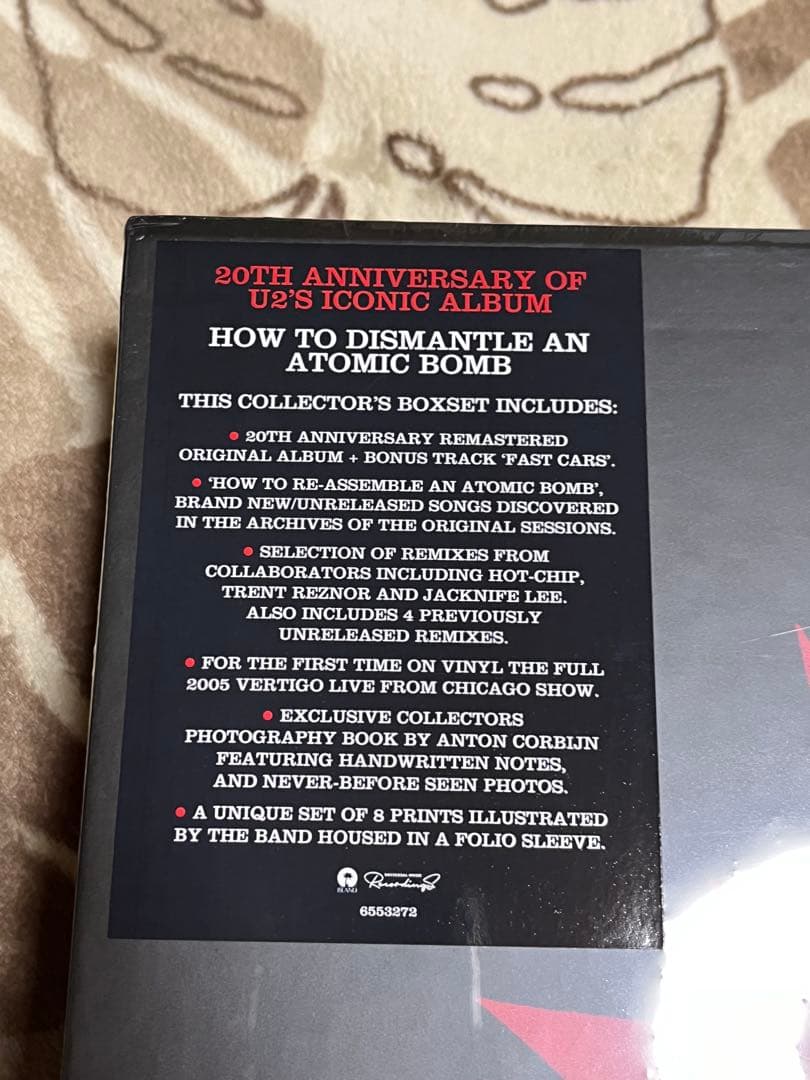 20TH ANNIVERSARY OF
U2'S ICONIC ALBUM
HOW TO DISMANTLE AN
ATOMIC BOMB
THIS COLLECTOR'S BOXSET INCLUDES:
• 20TH ANNIVERSARY REMASTERED
ORIGINAL ALBUM + BONUS TRACK 'FAST CARS'.
• 'HOW TO RE-ASSEMBLE AN ATOMIC BOMB',
BRAND NEW/UNRELEASED SONGS DISCOVERED
IN THE ARCHIVES OF THE ORIGINAL SESSIONS.
• SELECTION OF REMIXES FROM
COLLABORATORS INCLUDING HOT-CHIP,
TRENT REZNOR AND JACKNIFE LEE.
ALSO INCLUDES 4 PREVIOUSLY
UNRELEASED REMIXES.
• FOR THE FIRST TIME ON VINYL THE FULL
2005 VERTIGO LIVE FROM CHICAGO SHOW.
• EXCLUSIVE COLLECTORS
PHOTOGRAPHY BOOK BY ANTON CORBIJN
FEATURING HANDWRITTEN NOTES,
AND NEVER-BEFORE SEEN PHOTOS.
• A UNIQUE SET OF 8 PRINTS ILLUSTRATED
BY THE BAND HOUSED IN A FOLIO SLEEVE.
ISLAND
UNIVERSAL MUSIC
Recordings
6553272